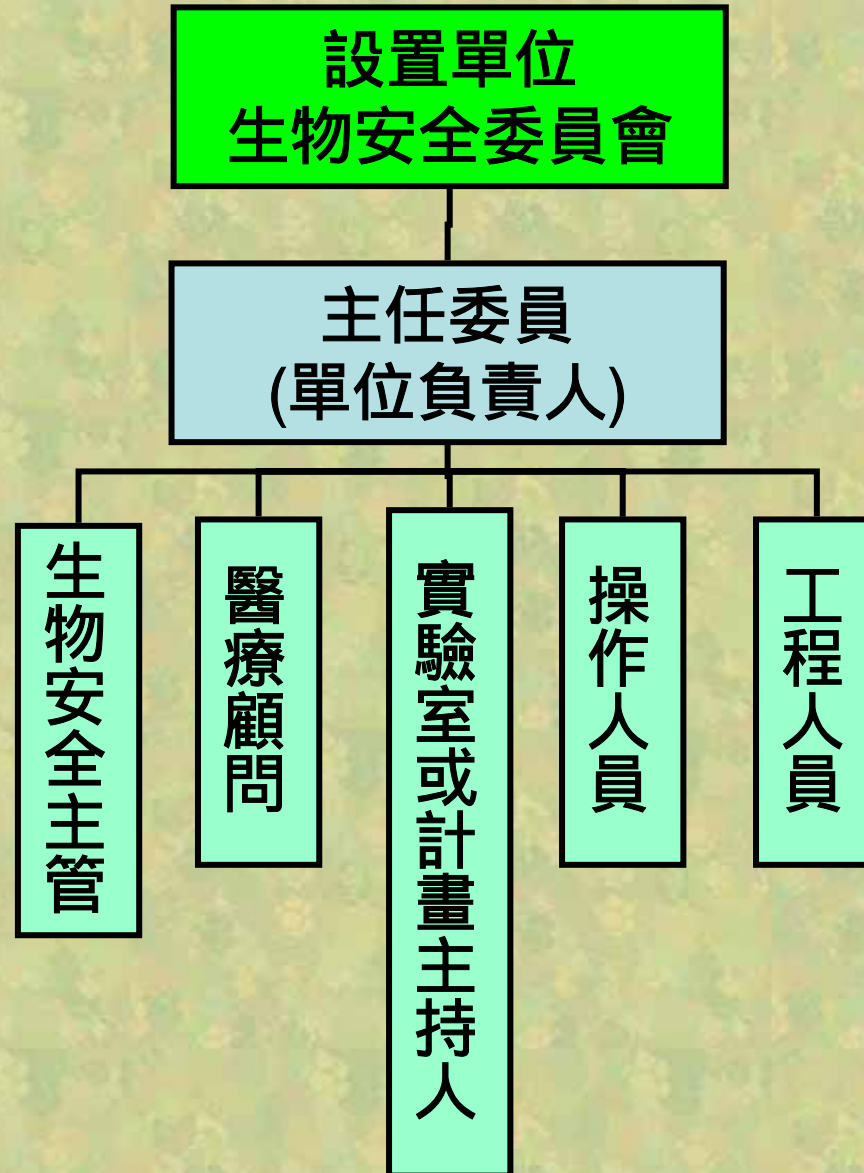 設置單位
生物安全委員會
主任委員
(單位負責人)
生物安全主管
醫療顧問
實驗室或計畫主持人
操作人員
工程人員